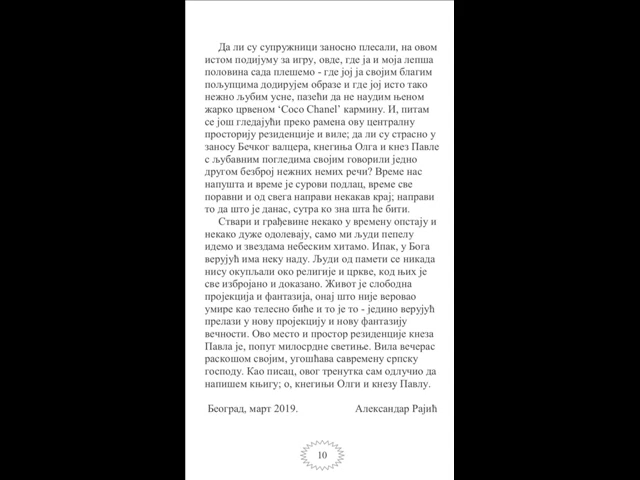 Да ли су супружници заносно плесали, на овом
истом подијуму за игру, овде, где ја и моја лепша
половина сада плешемо - где јој ја својим благим
пољупцима додирујем образе и где јој исто тако
нежно љубим усне, пазећи да не наудим њеном
жарко црвеном ‘Coco Chanel’ кармину. И, питам
се још гледајући преко рамена ову централну
просторију резиденције и виле; да ли су страсно у
заносу Бечког валцера, кнегиња Олга и кнез Павле
с љубавним погледима својим говорили једно
другом безброј нежних немих речи? Време нас
напушта и време је сурови подлац, време све
поравни и од свега направи некакав крај; направи
то да што је данас, сутра ко зна шта ће бити.
Ствари и грађевине некако у времену опстају и
некако дуже одолевају, само ми људи пепелу
идемо и звездама небеским хитамо. Ипак, у Бога
верујућ има неку наду. Људи од памети се никада
нису окупљали око религије и цркве, код њих је
све избројано и доказано. Живот је слободна
пројекција и фантазија, онај што није веровао
умире као телесно биће и то је то - једино верујућ
прелази у нову пројекцију и нову фантазију
вечности. Ово место и простор резиденције кнеза
Павла је, попут милосрдне светиње. Вила вечерас
раскошом својим, угошћава савремену српску
господу. Као писац, овог тренутка сам одлучио да
напишем књигу; о, кнегињи Олги и кнезу Павлу.
Београд, март 2019. Александар Рајић
10